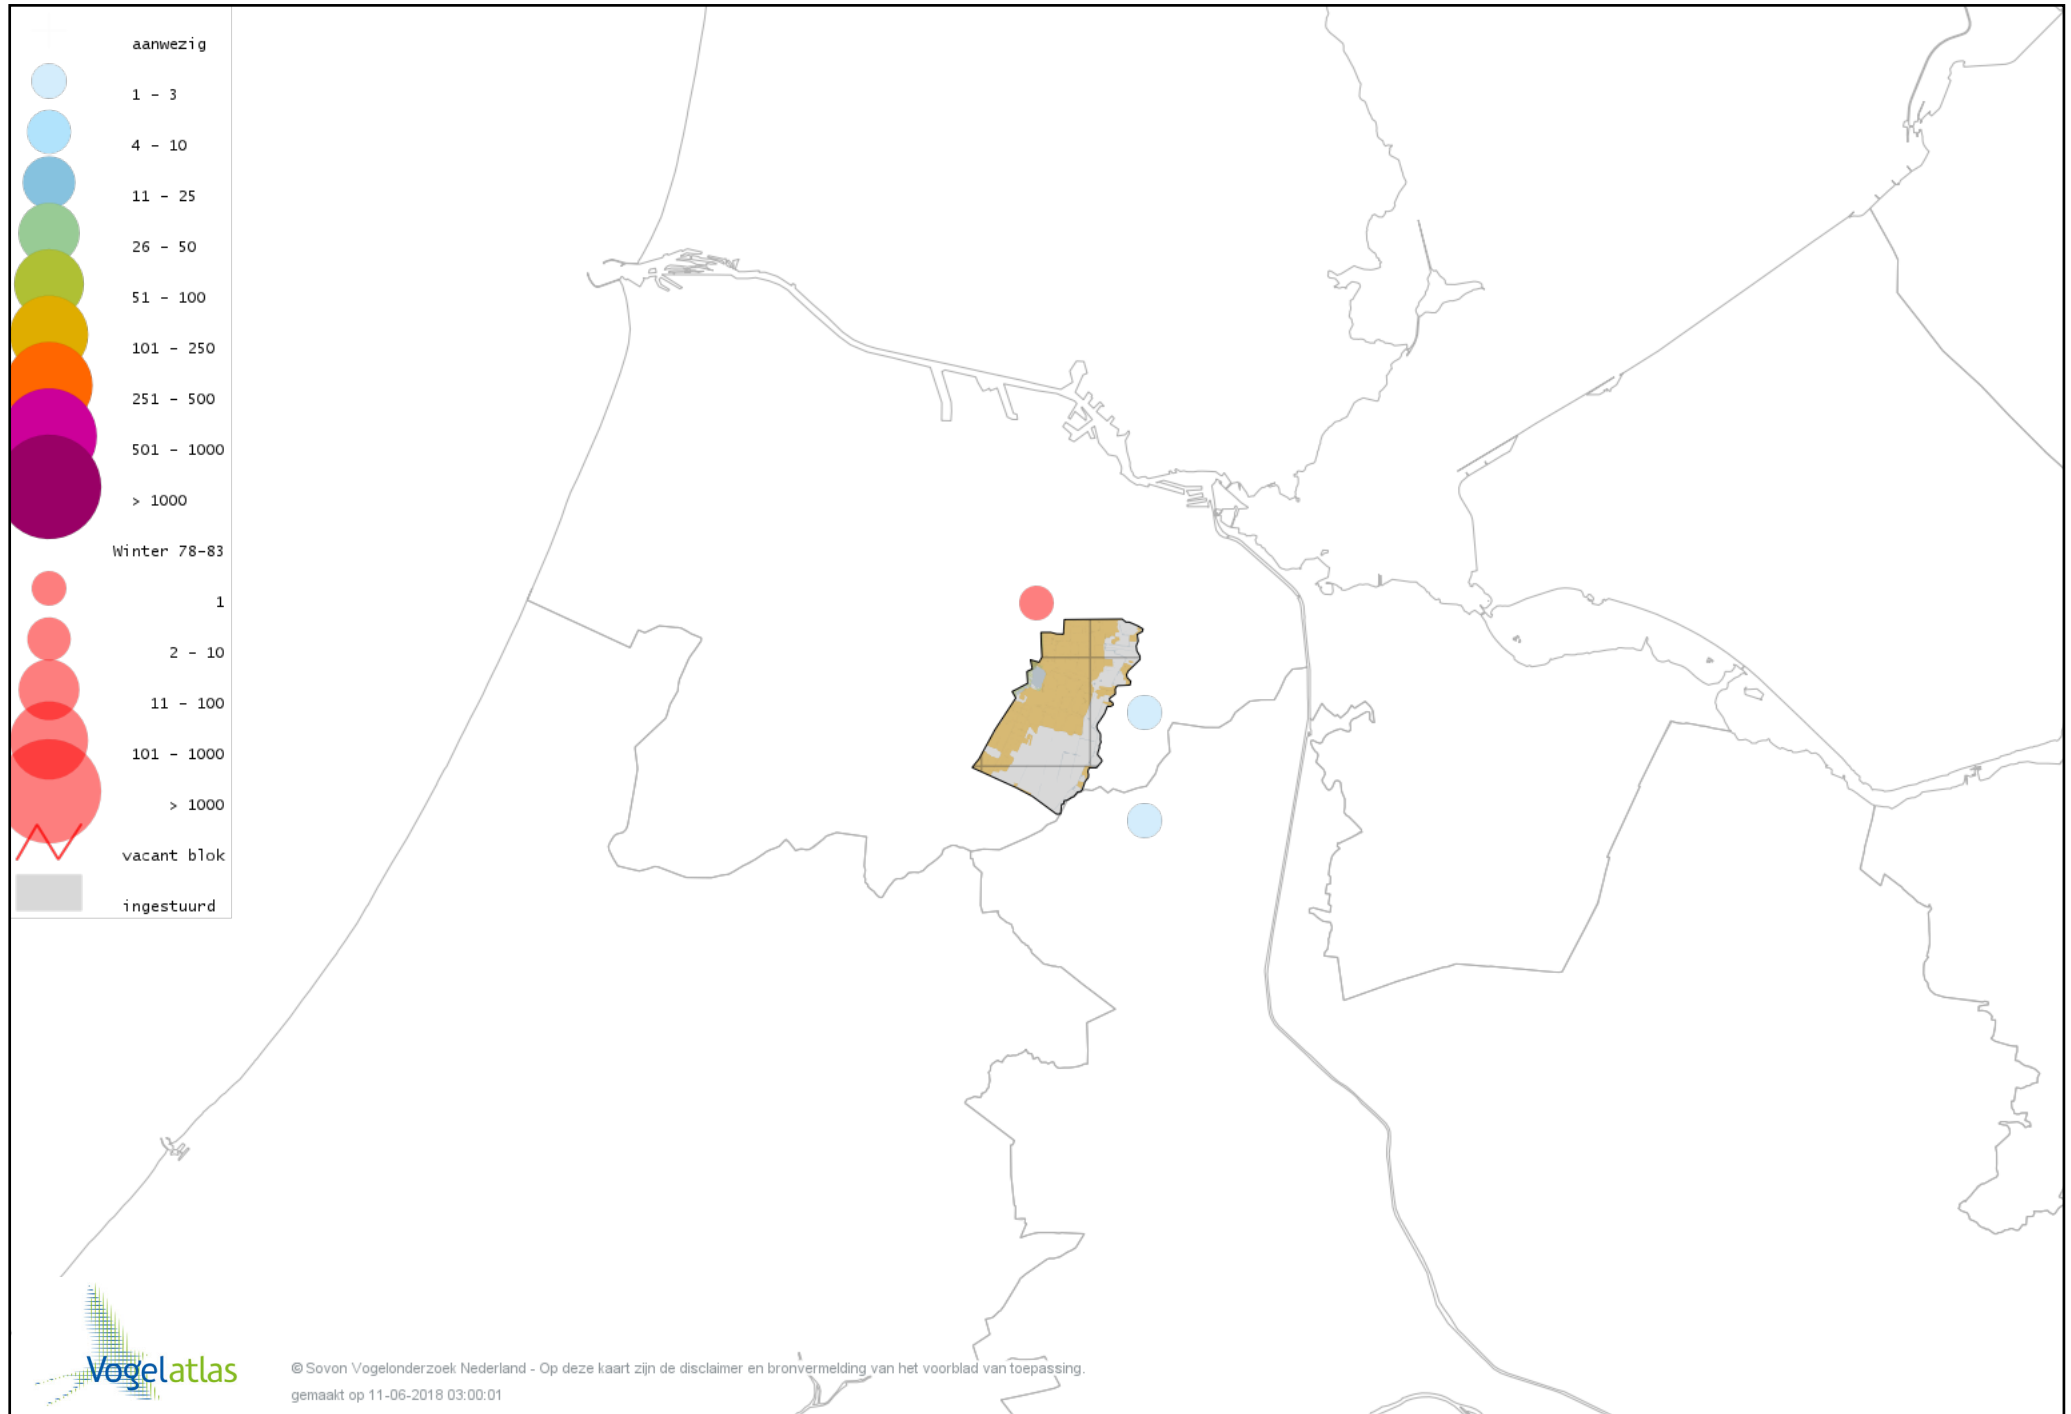 aanwezig
1 - 3
4 - 10
11 - 25
26 - 50
51 - 100
101 - 250
251 - 500
501 - 1000
> 1000
Winter 78-83
1
2 - 10
11 - 100
101 - 1000
> 1000
vacant blok
ingestuurd
Vogelatlas
© Sovon Vogelonderzoek Nederland - Op deze kaart zijn de disclaimer en bronvermelding van het voorblad van toepassing.
gemaakt op 11-06-2018 03:00:01